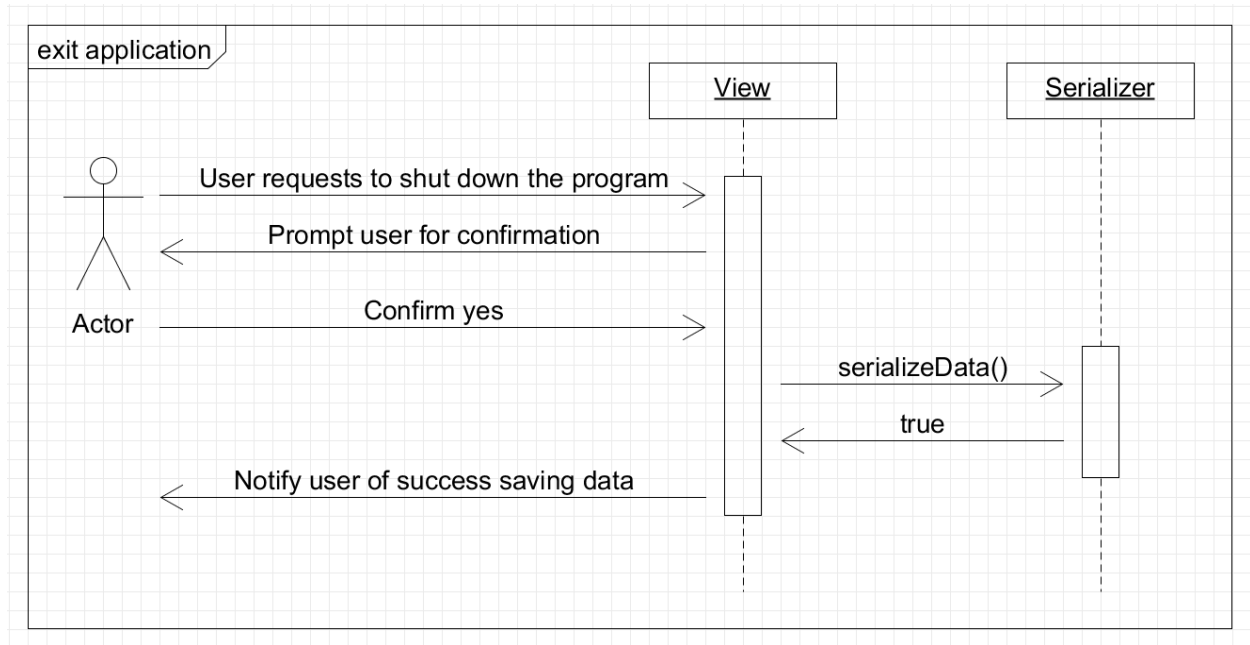 exit application
View
Serializer
User requests to shut down the program
Prompt user for confirmation
Confirm yes
Actor
serializeData()
true
Notify user of success saving data